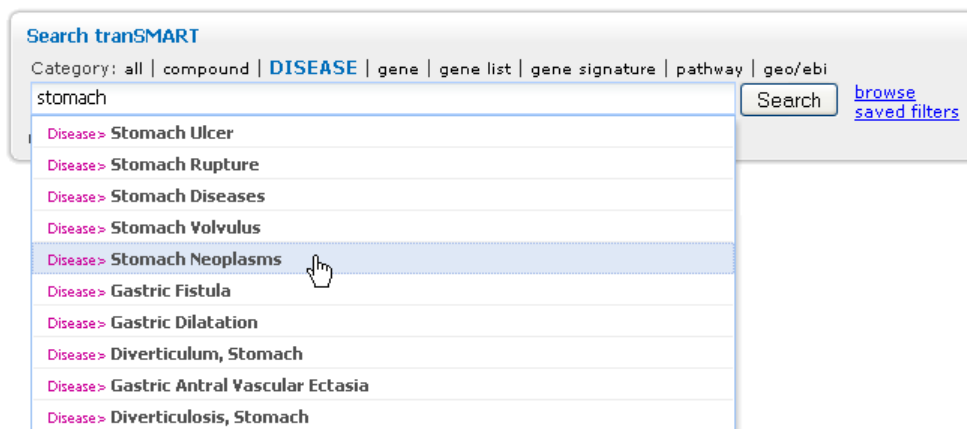 Search tranSMART
Category: all | compound | DISEASE | gene | gene list | gene signature | pathway | geo/ebi
stomach
Search
browse
saved filters
Disease> Stomach Ulcer
Disease> Stomach Rupture
Disease> Stomach Diseases
Disease> Stomach Volvulus
Disease> Stomach Neoplasms
Disease> Gastric Fistula
Disease> Gastric Dilatation
Disease> Diverticulum, Stomach
Disease> Gastric Antral Vascular Ectasia
Disease> Diverticulosis, Stomach